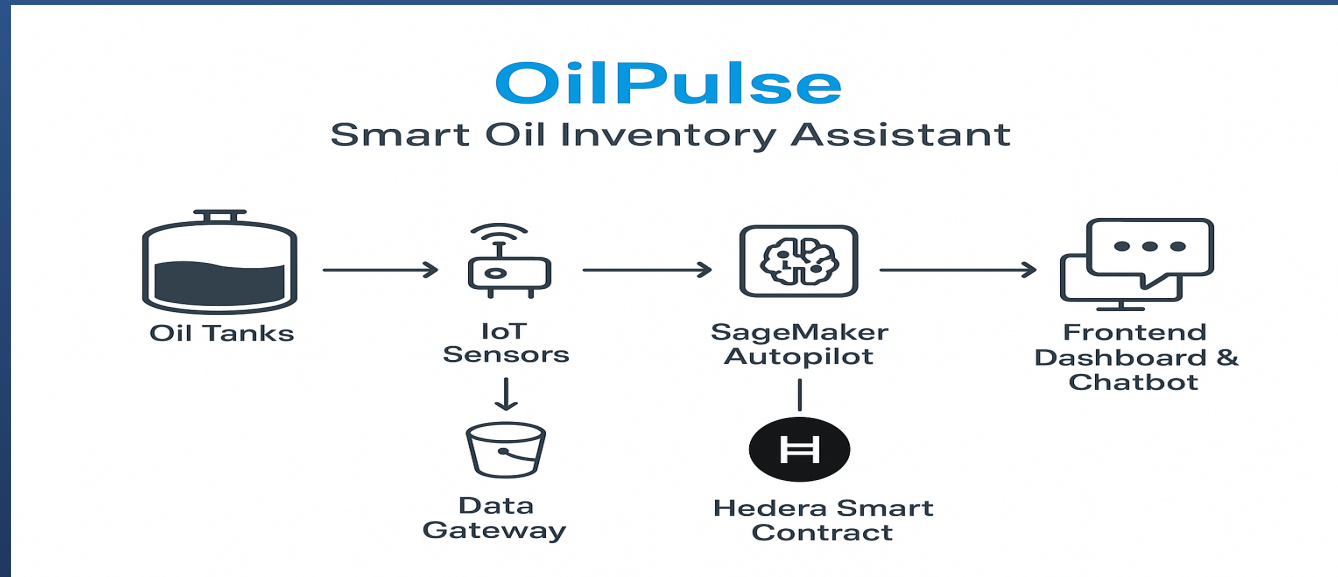 OilPulse
Smart Oil Inventory Assistant
Oil Tanks
IoT
Sensors
SageMaker
Autopilot
Frontend
Dashboard &
Chatbot
Data
Gateway
Hedera Smart
Contract